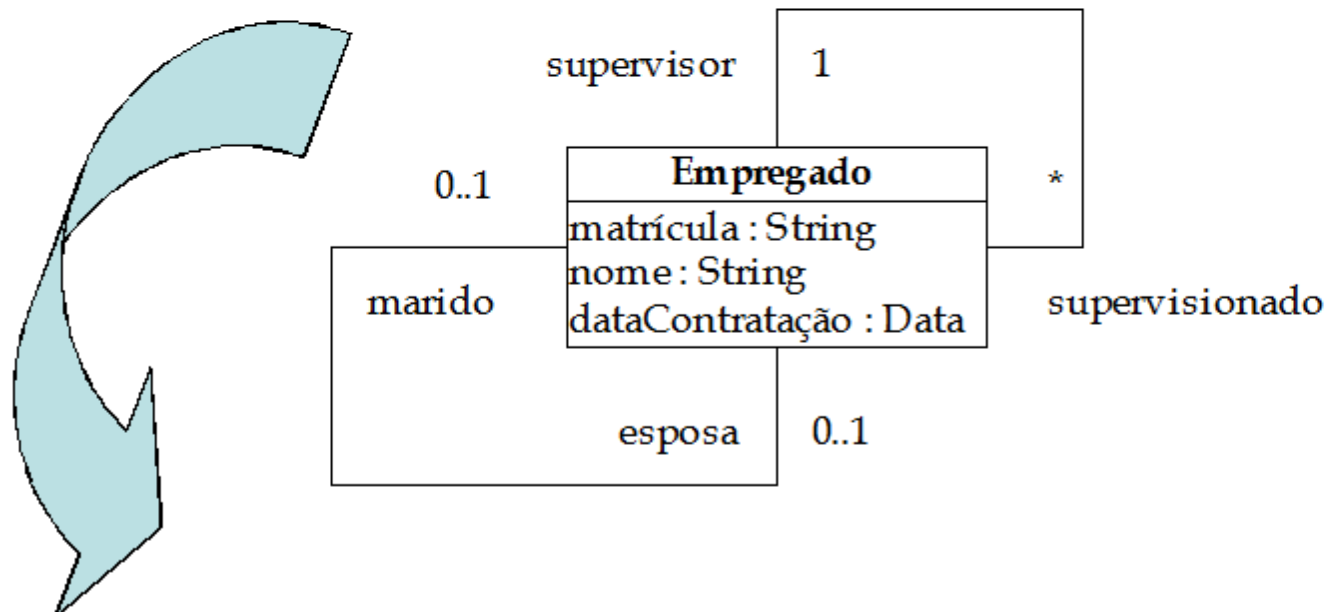 supervisor 1
0..1
Empregado
*
matrícula : String
nome : String
dataContratação : Data
marido
supervisionado
esposa 0..1